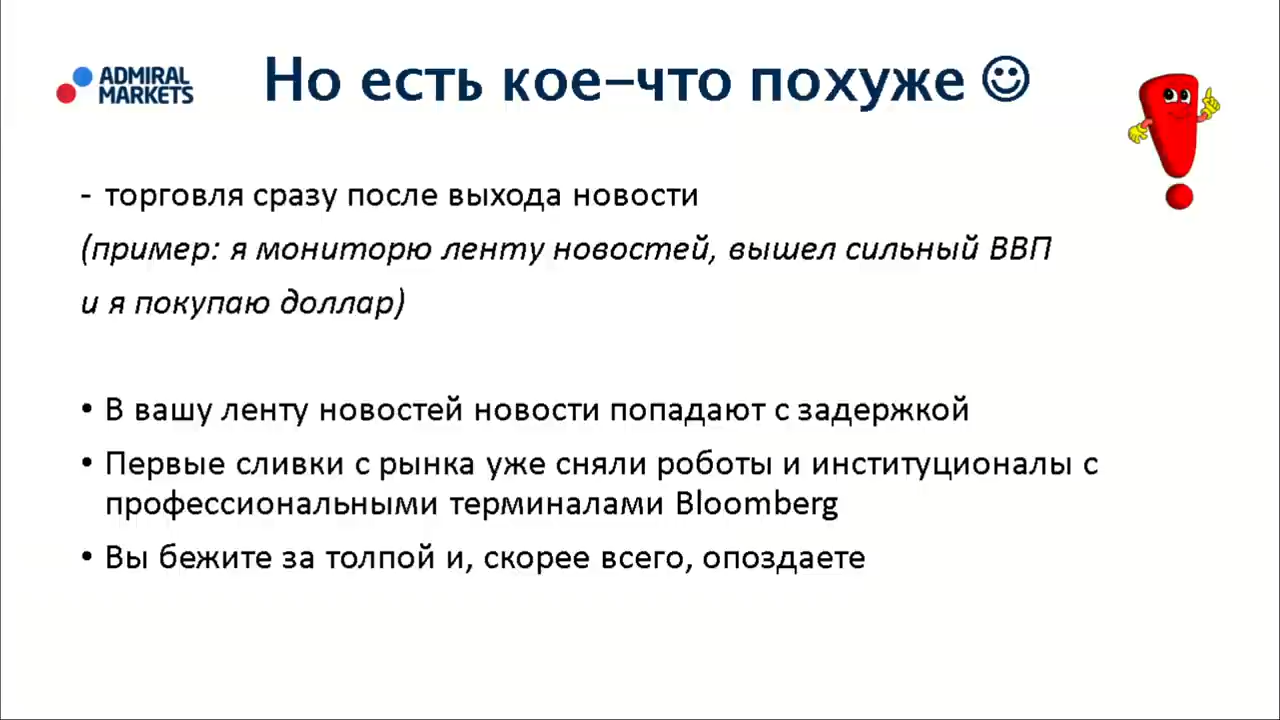 ADMIRAL
MARKETS
Но есть кое–что похуже ☺
- торговля сразу после выхода новости
(пример: я мониторю ленту новостей, вышел сильный ВВП
и я покупаю доллар)
• В вашу ленту новостей новости попадают с задержкой
• Первые сливки с рынка уже сняли роботы и институционалы с
профессиональными терминалами Bloomberg
• Вы бежите за толпой и, скорее всего, опоздаете